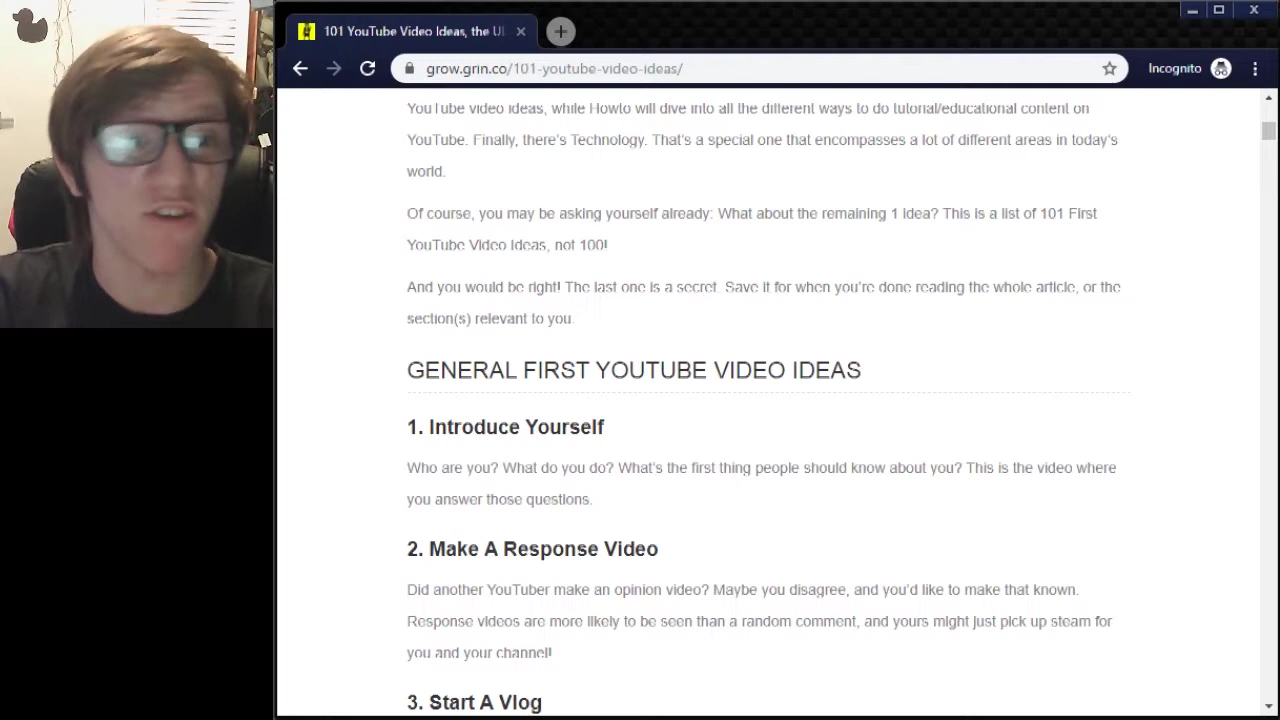 101 YouTube Video Ideas, the Ul
grow.grin.co/101-youtube-video-ideas/
Incognito
YouTube video ideas, while Howto will dive into all the different ways to do tutorial/educational content on
YouTube. Finally, there's Technology. That's a special one that encompasses a lot of different areas in today's
world.
Of course, you may be asking yourself already: What about the remaining 1 idea? This is a list of 101 First
YouTube Video Ideas, not 100!
And you would be right! The last one is a secret. Save it for when you're done reading the whole article, or the
section(s) relevant to you.
GENERAL FIRST YOUTUBE VIDEO IDEAS
1. Introduce Yourself
Who are you? What do you do? What's the first thing people should know about you? This is the video where
you answer those questions.
2. Make A Response Video
Did another YouTuber make an opinion video? Maybe you disagree, and you'd like to make that known.
Response videos are more likely to be seen than a random comment, and yours might just pick up steam for
you and your channel!
3. Start A Vlog